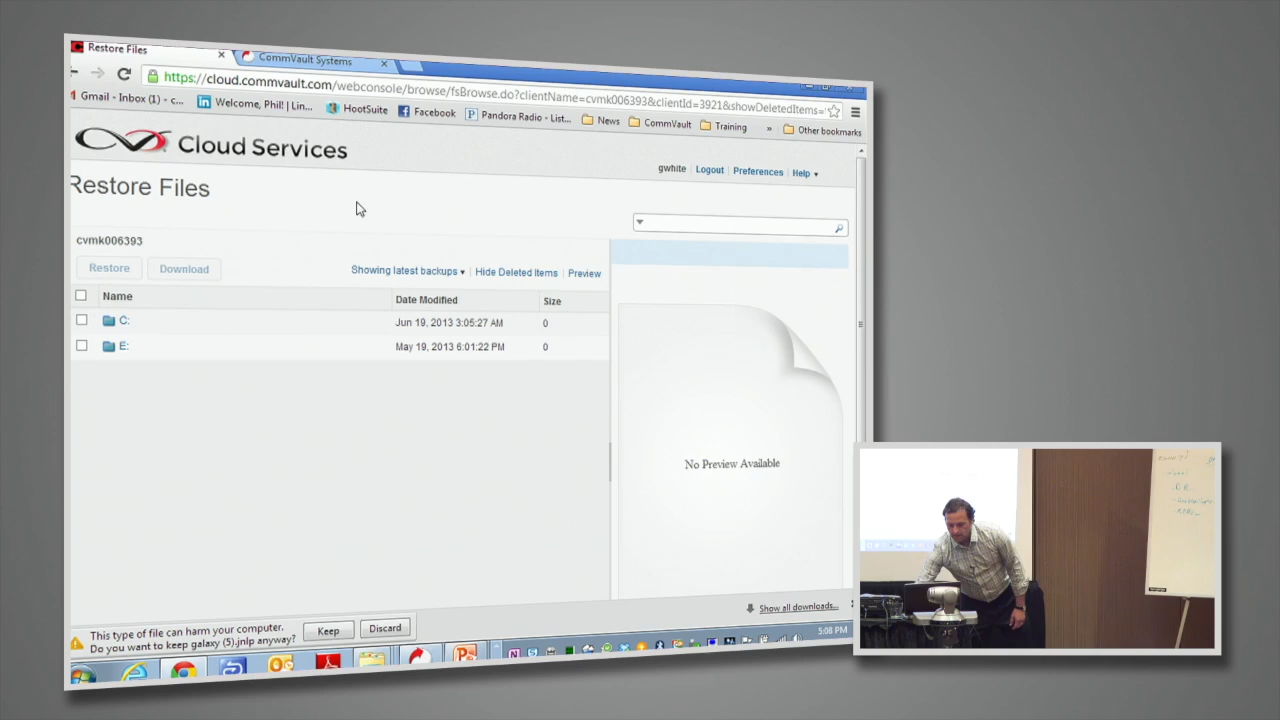 Restore Files
CommVault Systems
https://cloud.commvault.com/webconsole/browse/fsBrowse.do?clientName=cvmk006393&clientId=3921&showDeletedItems=
Gmail - Inbox (1) - c... Welcome, Phil! | Lin... HootSuite Facebook Pandora Radio - List... News CommVault Training » Other bookmarks
Cloud Services
gwhite | Logout | Preferences | Help
Restore Files
cvmk006393
Restore Download Showing latest backups | Hide Deleted Items | Preview
Name Date Modified Size
C: Jun 19, 2013 3:05:27 AM 0
E: May 19, 2013 6:01:22 PM 0
No Preview Available
This type of file can harm your computer.
Do you want to keep galaxy (5).jnlp anyway?
Keep Discard
Show all downloads...
5:08 PM
DR